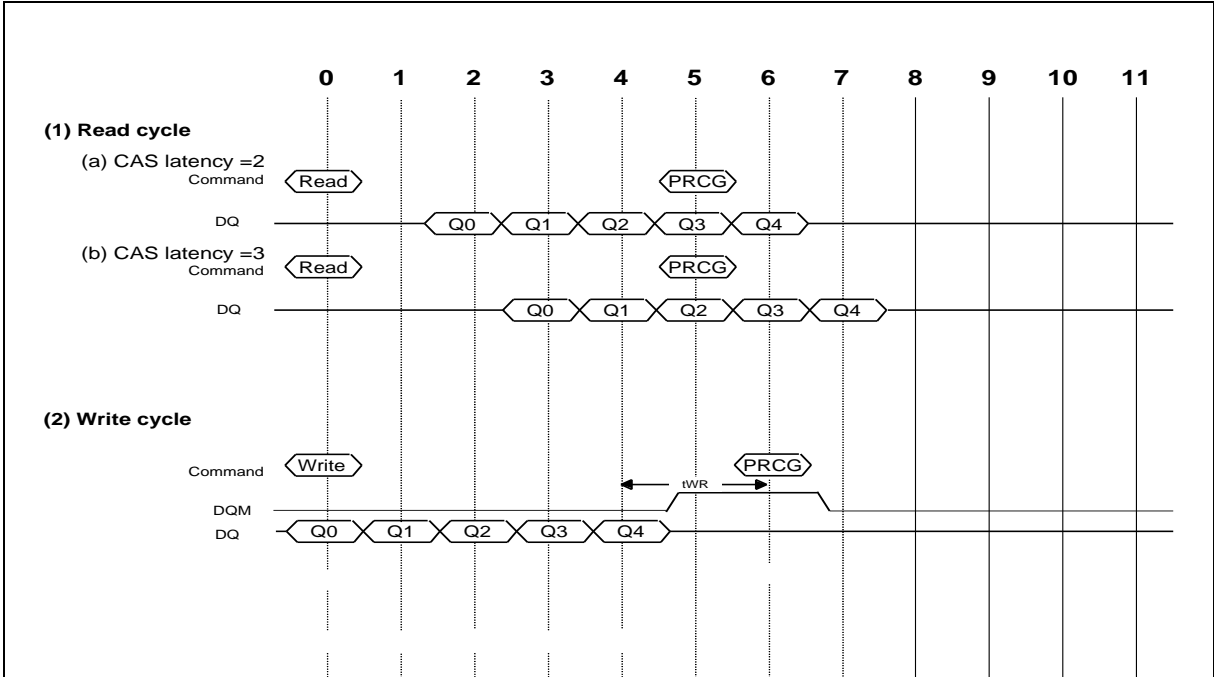 0 1 2 3 4 5 6 7 8 9 10 11
(1) Read cycle
(a) CAS latency =2
Command Read PRCG
DQ Q0 Q1 Q2 Q3 Q4
(b) CAS latency =3
Command Read PRCG
DQ Q0 Q1 Q2 Q3 Q4
(2) Write cycle
Command Write PRCG
tWR
DQM
DQ Q0 Q1 Q2 Q3 Q4